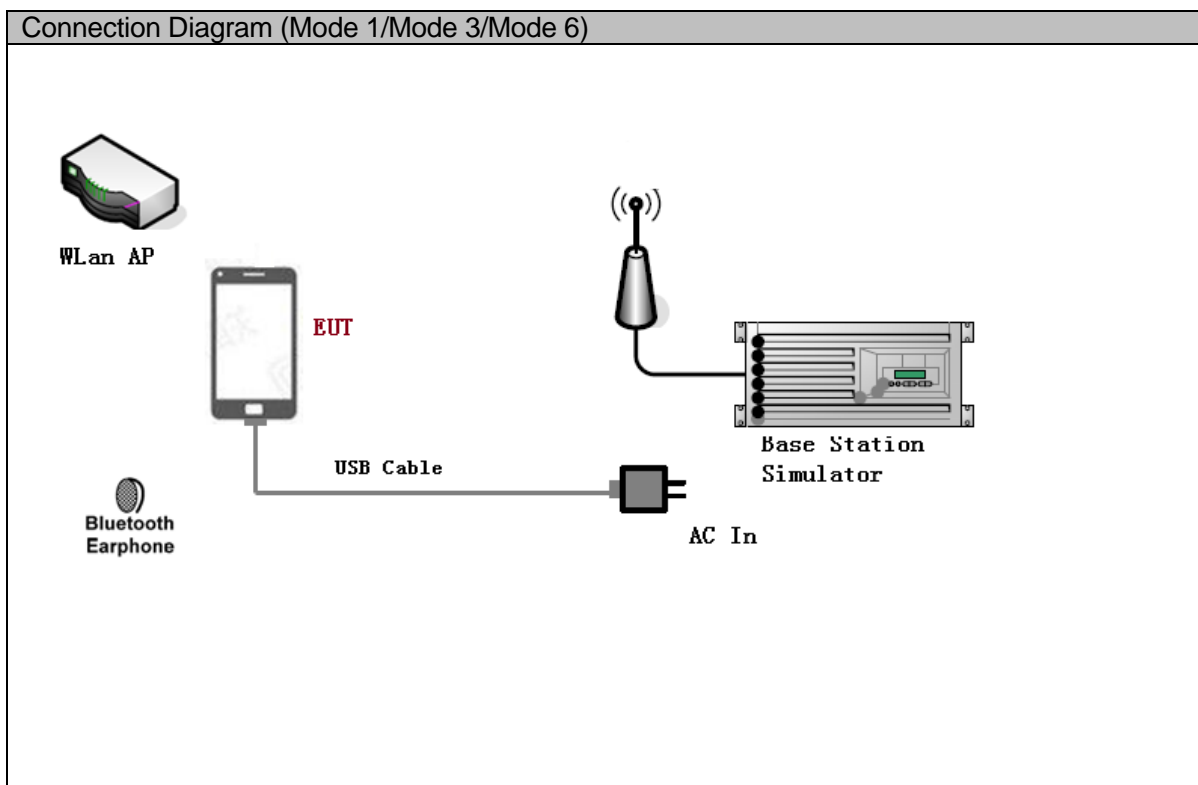 Connection Diagram (Mode 1/Mode 3/Mode 6)
WLan AP
EUT
USB Cable
Base Station
Simulator
Bluetooth
Earphone
AC In